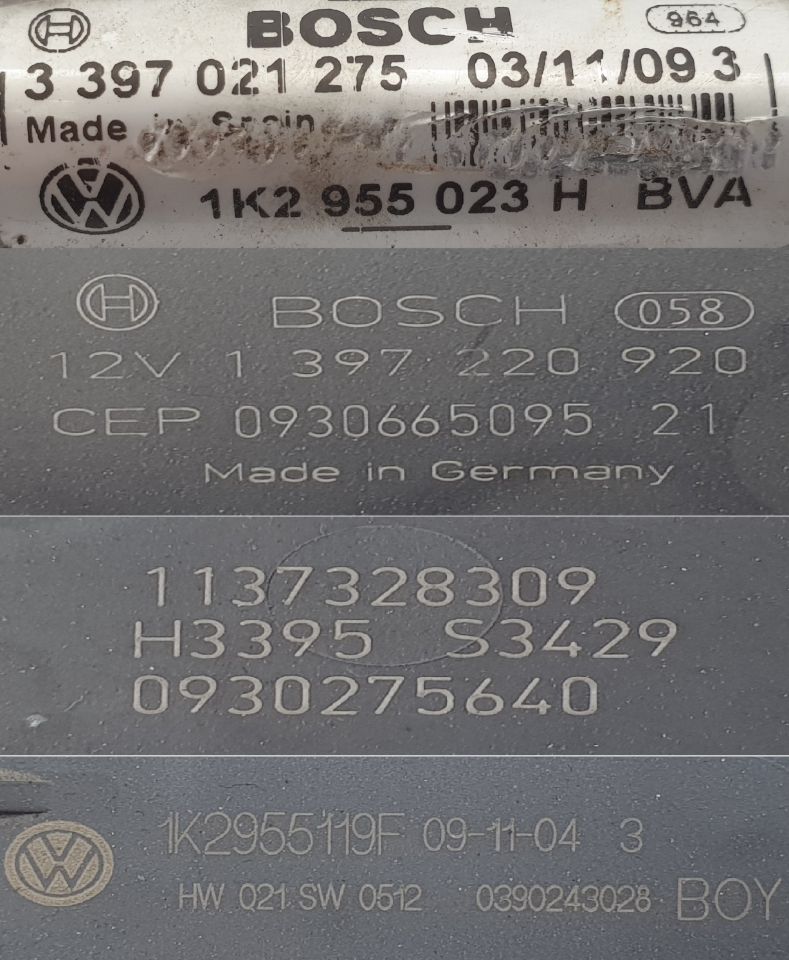 BOSCH 964
3 397 021 275 03/11/09 3
Made in Spain
1K2 955 023 H BVA
BOSCH 058
12V 1 397 220 920
CEP 0930665095 21
Made in Germany
1137328309
H3395 S3429
0930275640
1K2955119F 09-11-04 3
HW 021 SW 0512 0390243028 BOY